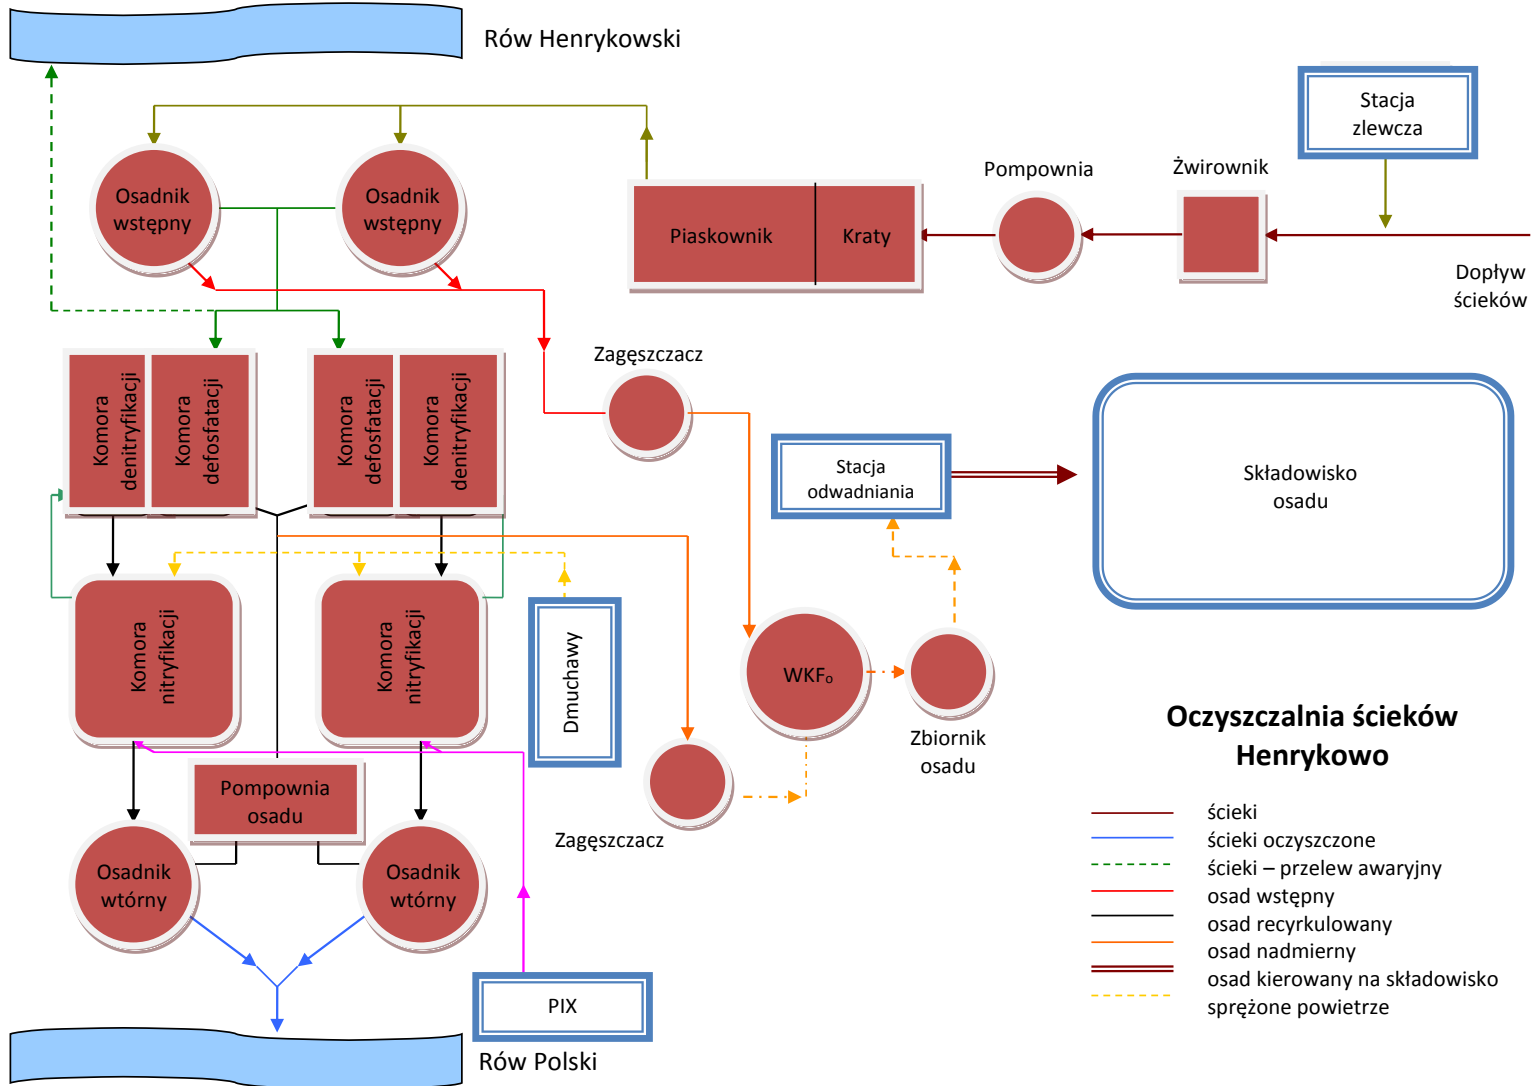 Rów Henrykowski
Stacja
zlewcza
Osadnik
wstępny
Osadnik
wstępny
Piaskownik
Kraty
Pompownia
Żwirownik
Dopływ
ścieków
Komora
denitryfikacji
Komora
defosfatacji
Komora
defosfatacji
Komora
denitryfikacji
Zagęszczacz
Stacja
odwadniania
Składowisko
osadu
Komora
nitryfikacji
Komora
nitryfikacji
Dmuchawy
WKFₒ
Zbiornik
osadu
Pompownia
osadu
Zagęszczacz
Osadnik
wtórny
Osadnik
wtórny
PIX
Rów Polski
Oczyszczalnia ścieków
Henrykowo
ścieki
ścieki oczyszczone
ścieki – przelew awaryjny
osad wstępny
osad recyrkulowany
osad nadmierny
osad kierowany na składowisko
sprężone powietrze